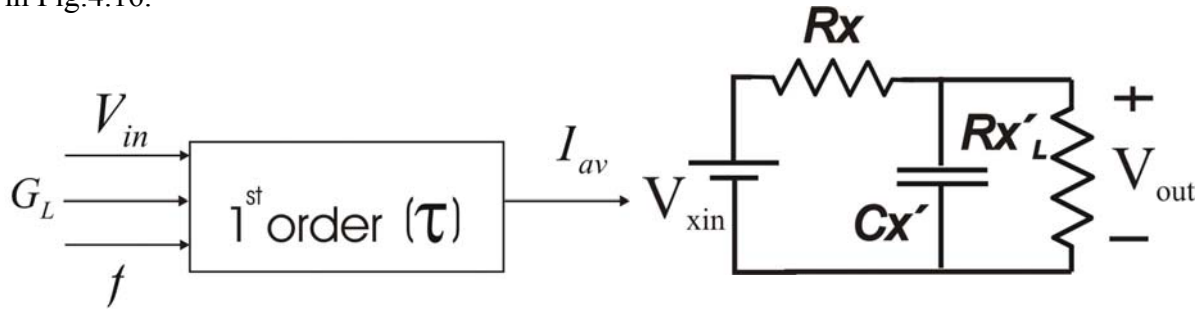 in Fig.4.16.
V_in
G_L
f
1st order (τ)
I_av
Rx
V_xin
Cx′
Rx′_L
+
V_out
−